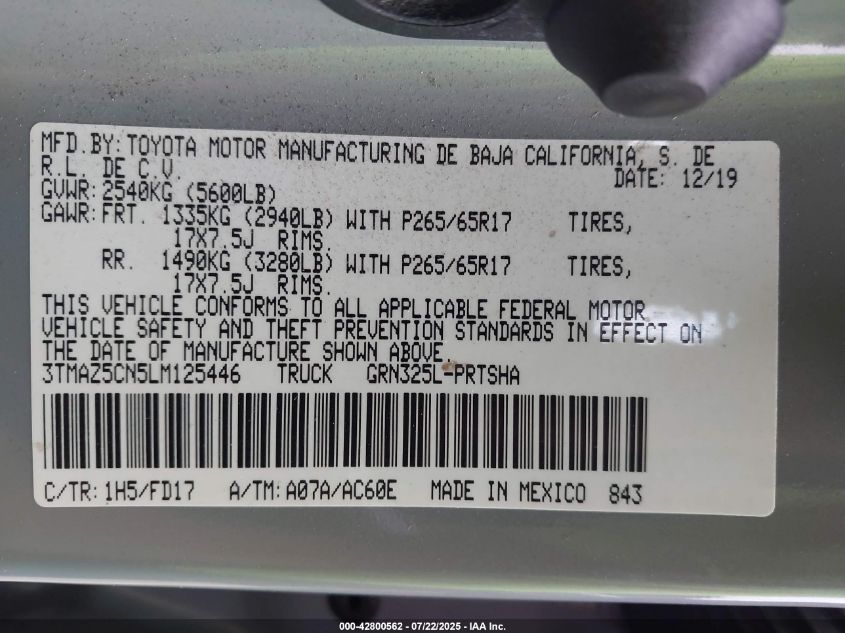 MFD.BY: TOYOTA MOTOR MANUFACTURING DE BAJA CALIFORNIA, S. DE
R.L. DE C.V. DATE: 12/19
GVWR: 2540KG (5600LB)
GAWR: FRT. 1335KG (2940LB) WITH P265/65R17 TIRES,
17X7.5J RIMS.
RR. 1490KG (3280LB) WITH P265/65R17 TIRES,
17X7.5J RIMS.
THIS VEHICLE CONFORMS TO ALL APPLICABLE FEDERAL MOTOR
VEHICLE SAFETY AND THEFT PREVENTION STANDARDS IN EFFECT ON
THE DATE OF MANUFACTURE SHOWN ABOVE.
3TMAZ5CN5LM125446 TRUCK GRN325L-PRTSHA
C/TR: 1H5/FD17 A/TM: A07A/AC60E MADE IN MEXICO 843
000-42800562 - 07/22/2025 - IAA Inc.